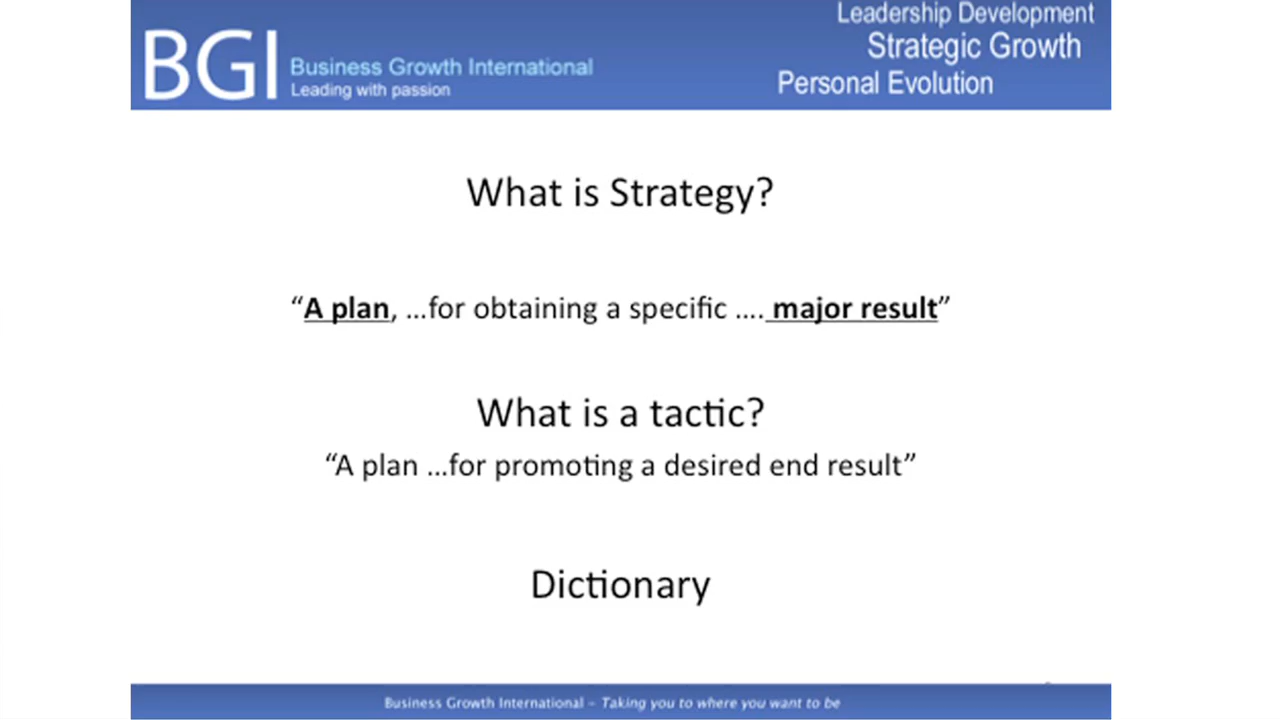 BGI
Business Growth International
Leading with passion
Leadership Development
Strategic Growth
Personal Evolution
What is Strategy?
“A plan, ...for obtaining a specific .... major result”
What is a tactic?
“A plan ...for promoting a desired end result”
Dictionary
Business Growth International – Taking you to where you want to be